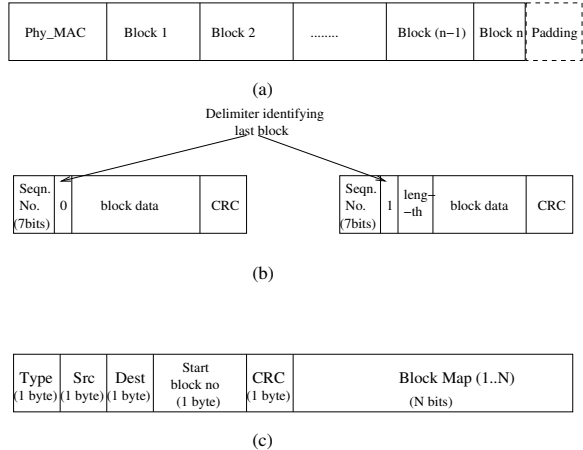 Phy_MAC Block 1 Block 2 ........ Block (n−1) Block n Padding
(a)
Delimiter identifying
last block
Seqn.
No.
(7bits)
0
block data
CRC
Seqn.
No.
(7bits)
1
leng−
−th
block data
CRC
(b)
Type
(1 byte)
Src
(1 byte)
Dest
(1 byte)
Start
block no
(1 byte)
CRC
(1 byte)
Block Map (1..N)
(N bits)
(c)